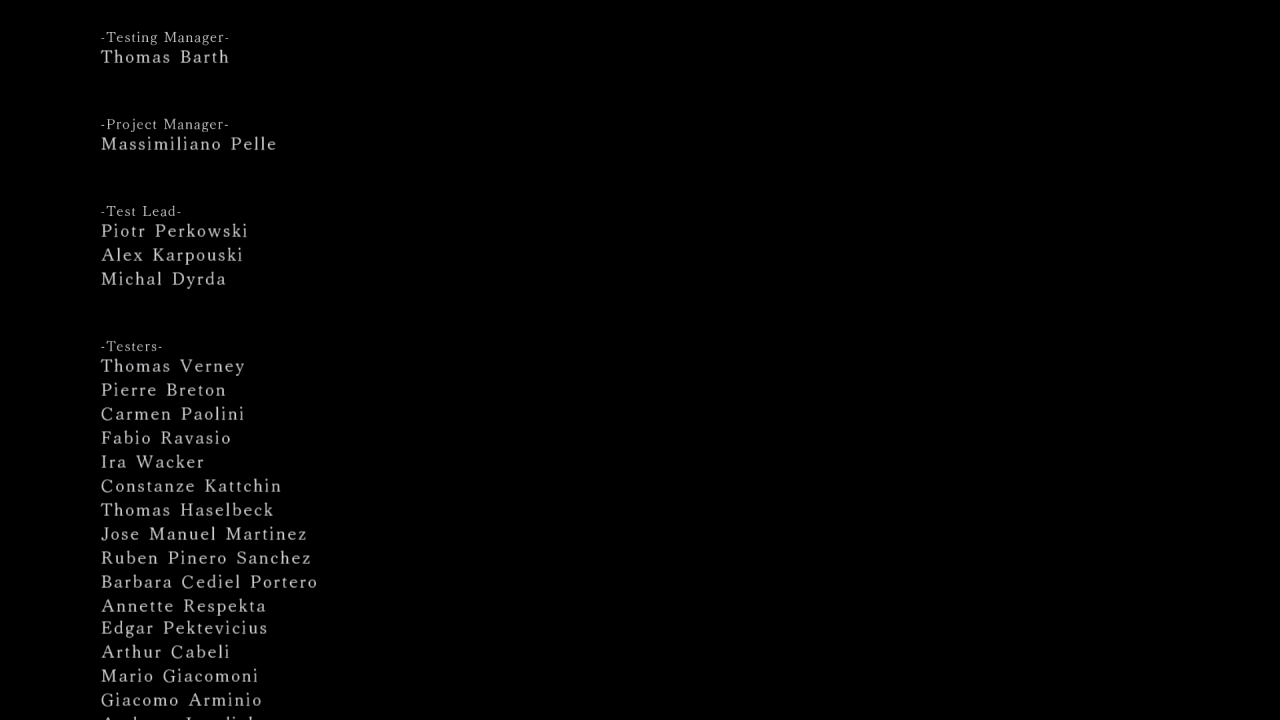 -Testing Manager-
Thomas Barth
-Project Manager-
Massimiliano Pelle
-Test Lead-
Piotr Perkowski
Alex Karpouski
Michal Dyrda
-Testers-
Thomas Verney
Pierre Breton
Carmen Paolini
Fabio Ravasio
Ira Wacker
Constanze Kattchin
Thomas Haselbeck
Jose Manuel Martinez
Ruben Pinero Sanchez
Barbara Cediel Portero
Annette Respekta
Edgar Pektevicius
Arthur Cabeli
Mario Giacomoni
Giacomo Arminio